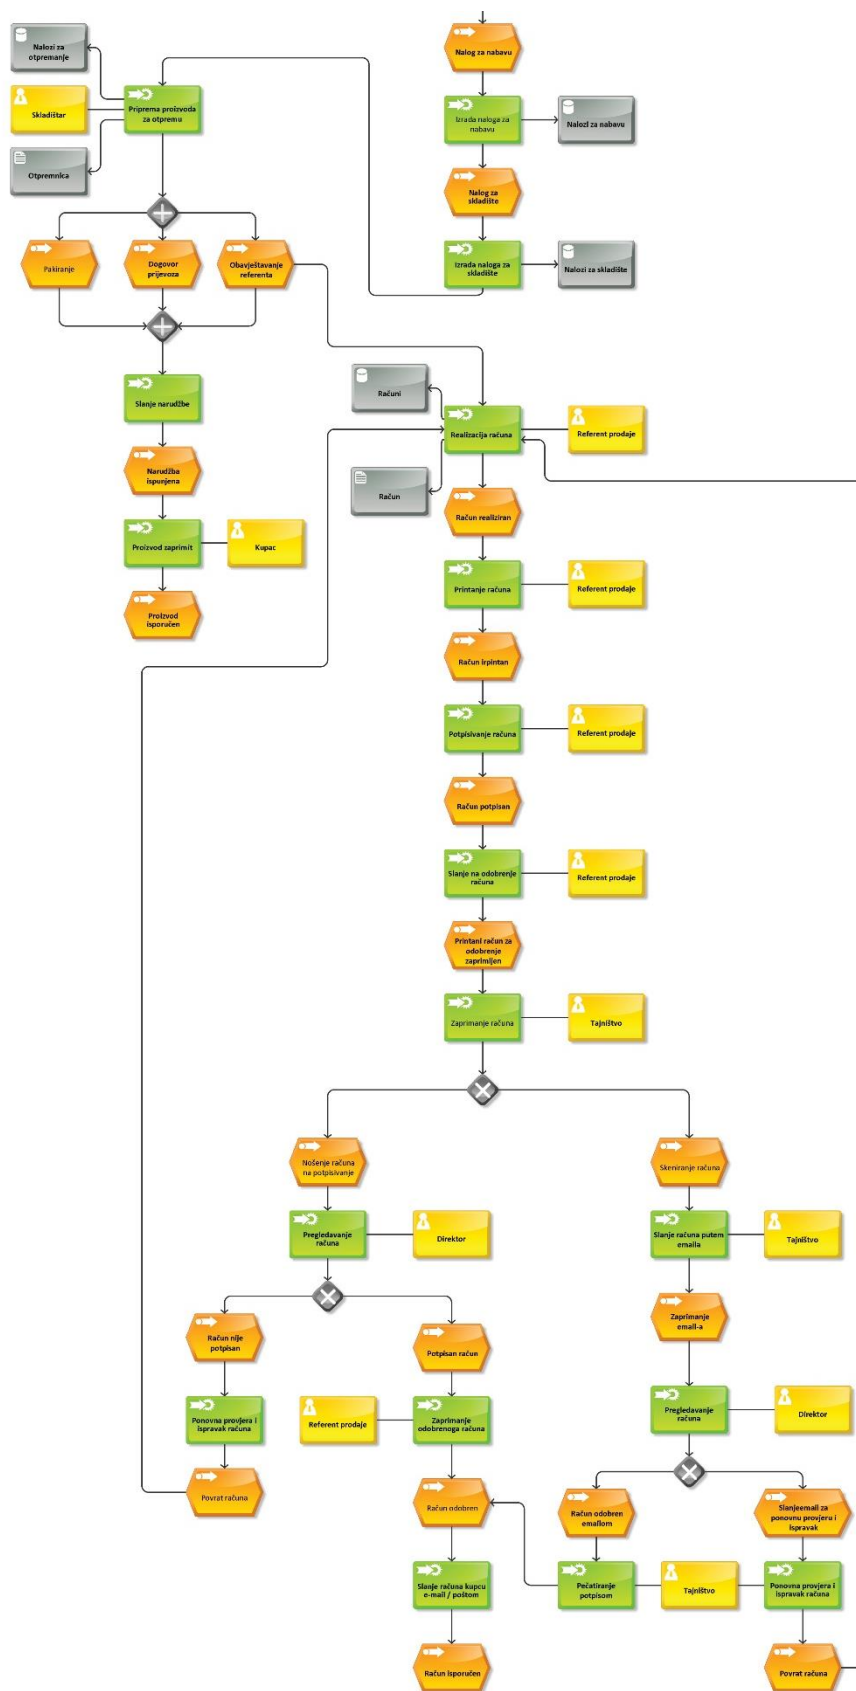 Nalozi za
otpremanje
Skladištar
Otpremnica
Priprema proizvoda
za otpremu
Pakiranje
Dogovor
prijevoza
Obavještavanje
referenta
Slanje narudžbe
Narudžba
ispunjena
Proizvod zaprimit
Kupac
Proizvod
isporučen
Nalog za nabavu
Izrada naloga za
nabavu
Nalozi za nabavu
Nalog za
skladište
Izrada naloga za
skladište
Nalozi za skladište
Računi
Realizacija računa
Referent prodaje
Račun
Račun realiziran
Printanje računa
Referent prodaje
Račun irpintan
Potpisivanje računa
Referent prodaje
Račun potpisan
Slanje na odobrenje
računa
Referent prodaje
Printani račun za
odobrenje
zaprimljen
Zaprimanje računa
Tajništvo
Nošenje računa
na potpisivanje
Pregledavanje
računa
Direktor
Račun nije
potpisan
Potpisan račun
Ponovna provjera i
ispravak računa
Referent prodaje
Zaprimanje
odobrenoga računa
Povrat računa
Račun odobren
Slanje računa kupcu
e-mail / poštom
Račun isporučen
Skeniranje računa
Slanje računa putem
emaila
Tajništvo
Zaprimanje
email-a
Pregledavanje
računa
Direktor
Račun odobren
emailom
Slanjeemali za
ponovnu provjeru i
ispravak
Pečatiranje
potpisom
Tajništvo
Ponovna provjera i
ispravak računa
Povrat računa